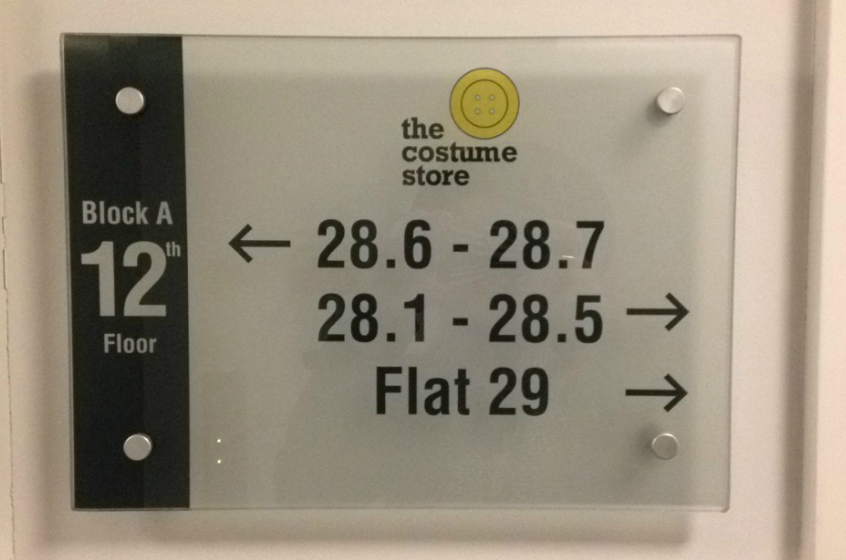 Block A
12th
Floor
the
costume
store
← 28.6 - 28.7
28.1 - 28.5 →
Flat 29 →